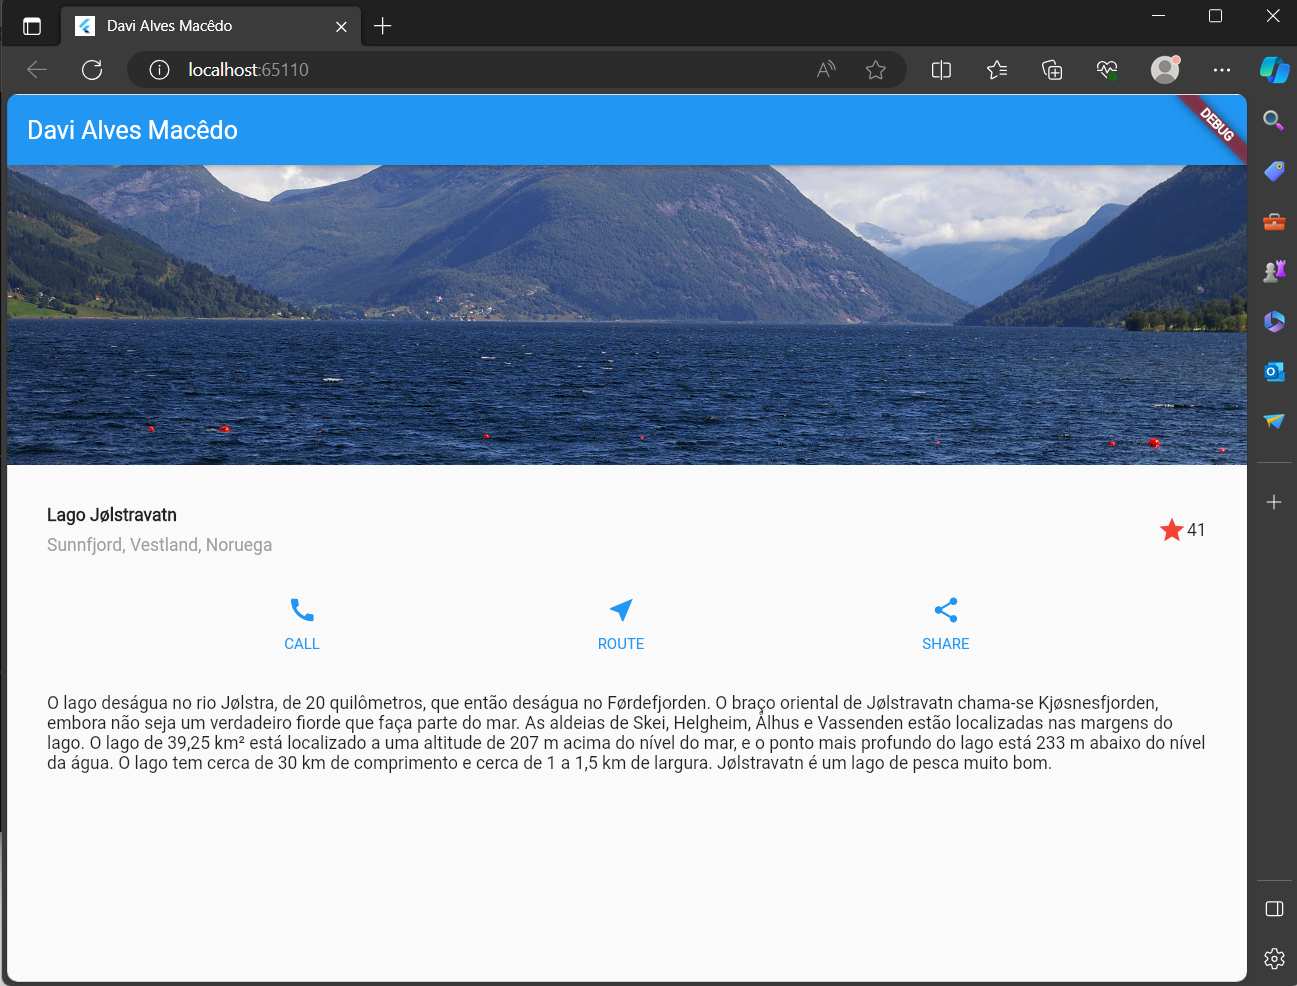 Davi Alves Macêdo
localhost:65110
Davi Alves Macêdo
DEBUG
Lago Jølstravatn
Sunnfjord, Vestland, Noruega
41
CALL
ROUTE
SHARE
O lago deságua no rio Jølstra, de 20 quilômetros, que então deságua no Førdefjorden. O braço oriental de Jølstravatn chama-se Kjøsnesfjorden,
embora não seja um verdadeiro fiorde que faça parte do mar. As aldeias de Skei, Helgheim, Ålhus e Vassenden estão localizadas nas margens do
lago. O lago de 39,25 km² está localizado a uma altitude de 207 m acima do nível do mar, e o ponto mais profundo do lago está 233 m abaixo do nível
da água. O lago tem cerca de 30 km de comprimento e cerca de 1 a 1,5 km de largura. Jølstravatn é um lago de pesca muito bom.